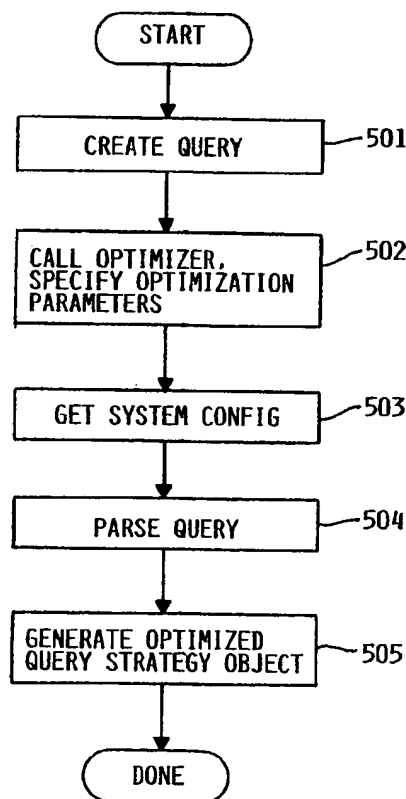 START
CREATE QUERY
501
CALL OPTIMIZER,
SPECIFY OPTIMIZATION
PARAMETERS
502
GET SYSTEM CONFIG
503
PARSE QUERY
504
GENERATE OPTIMIZED
QUERY STRATEGY OBJECT
505
DONE